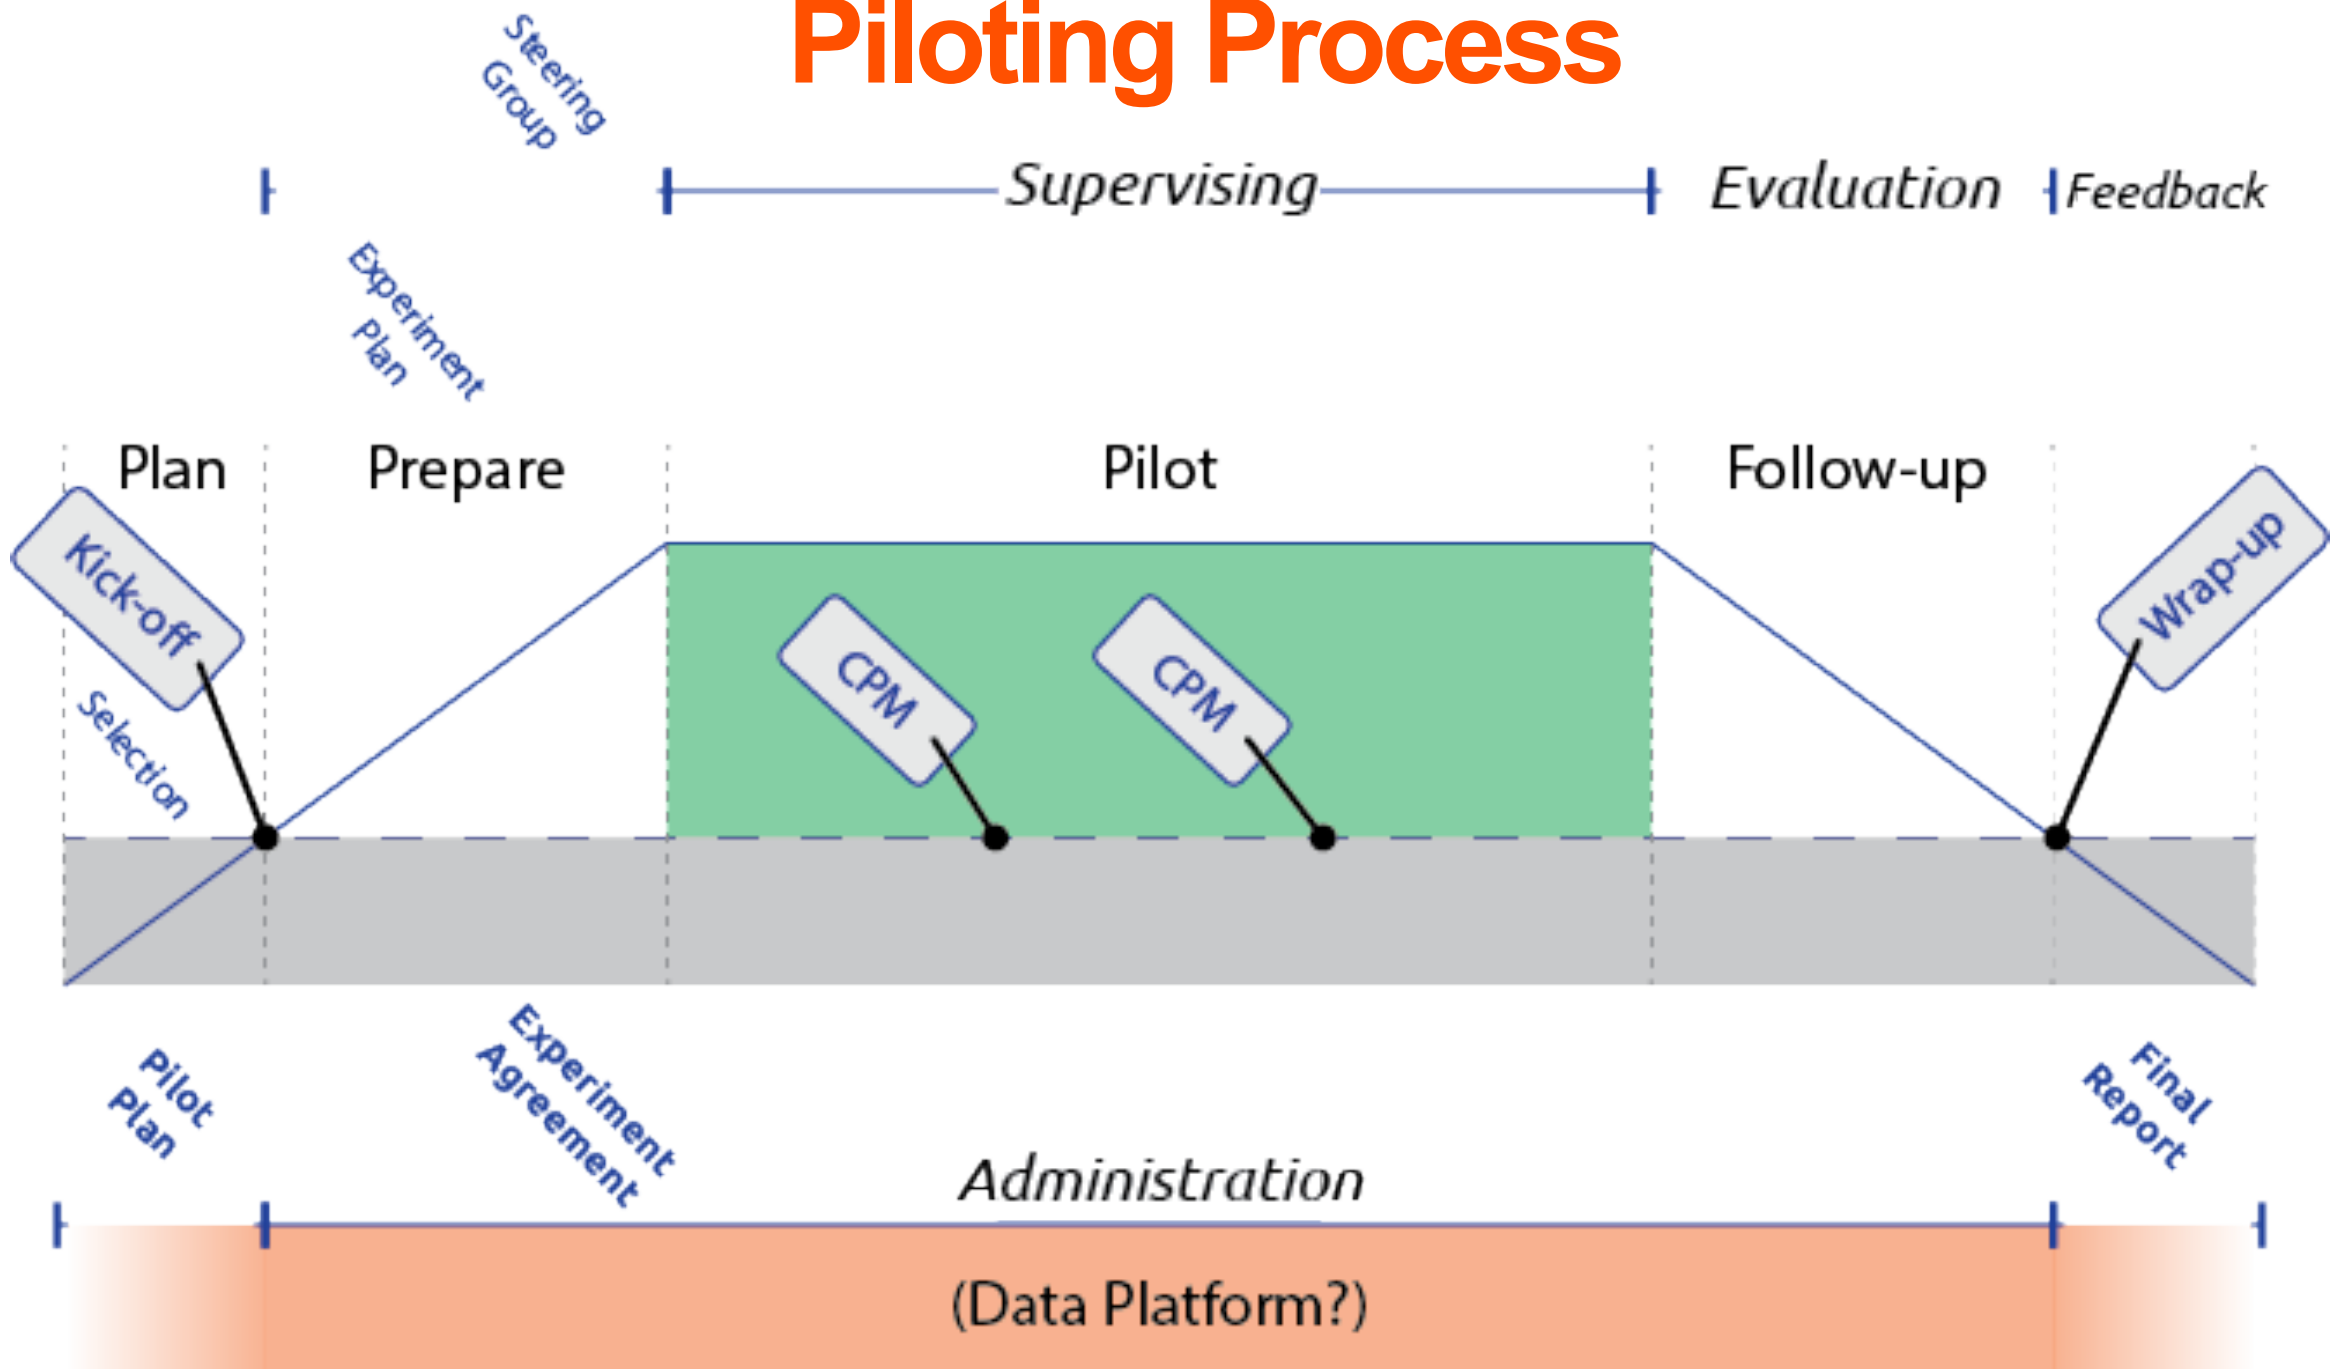 Piloting Process
Steering
Group
Supervising
Evaluation
Feedback
Experiment
Plan
Plan
Prepare
Pilot
Follow-up
Kick-off
CPM
CPM
Wrap-up
Selection
Pilot
Plan
Experiment
Agreement
Final
Report
Administration
(Data Platform?)